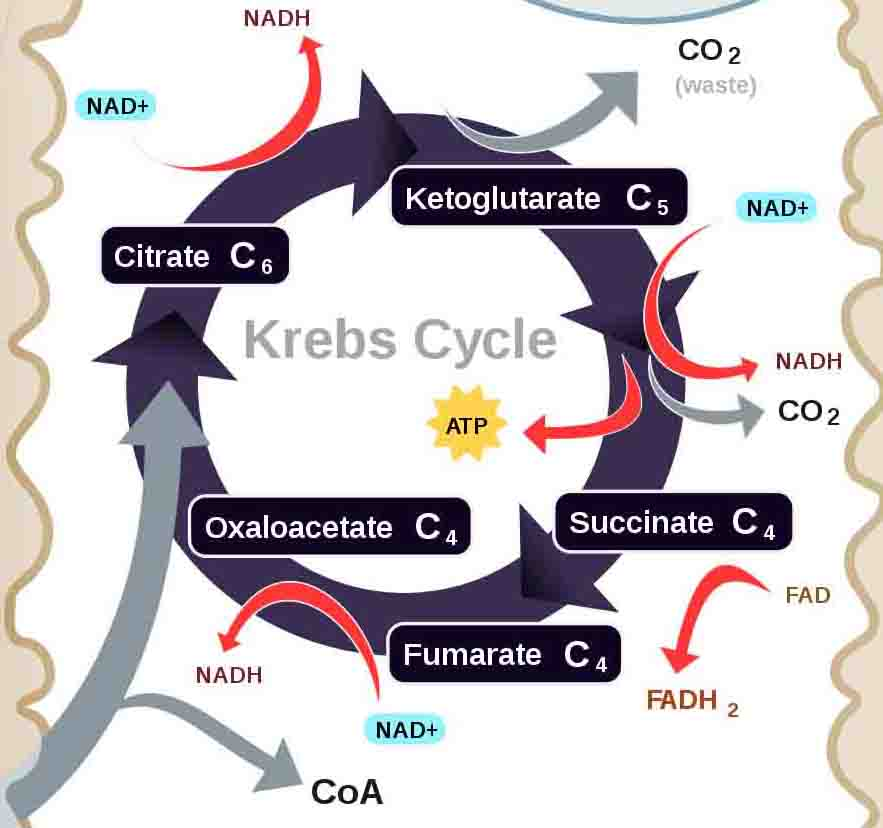 NADH
CO2
(waste)
NAD+
Ketoglutarate C5
NAD+
Citrate C6
Krebs Cycle
NADH
CO2
ATP
Oxaloacetate C4
Succinate C4
FAD
Fumarate C4
NADH
FADH2
NAD+
CoA